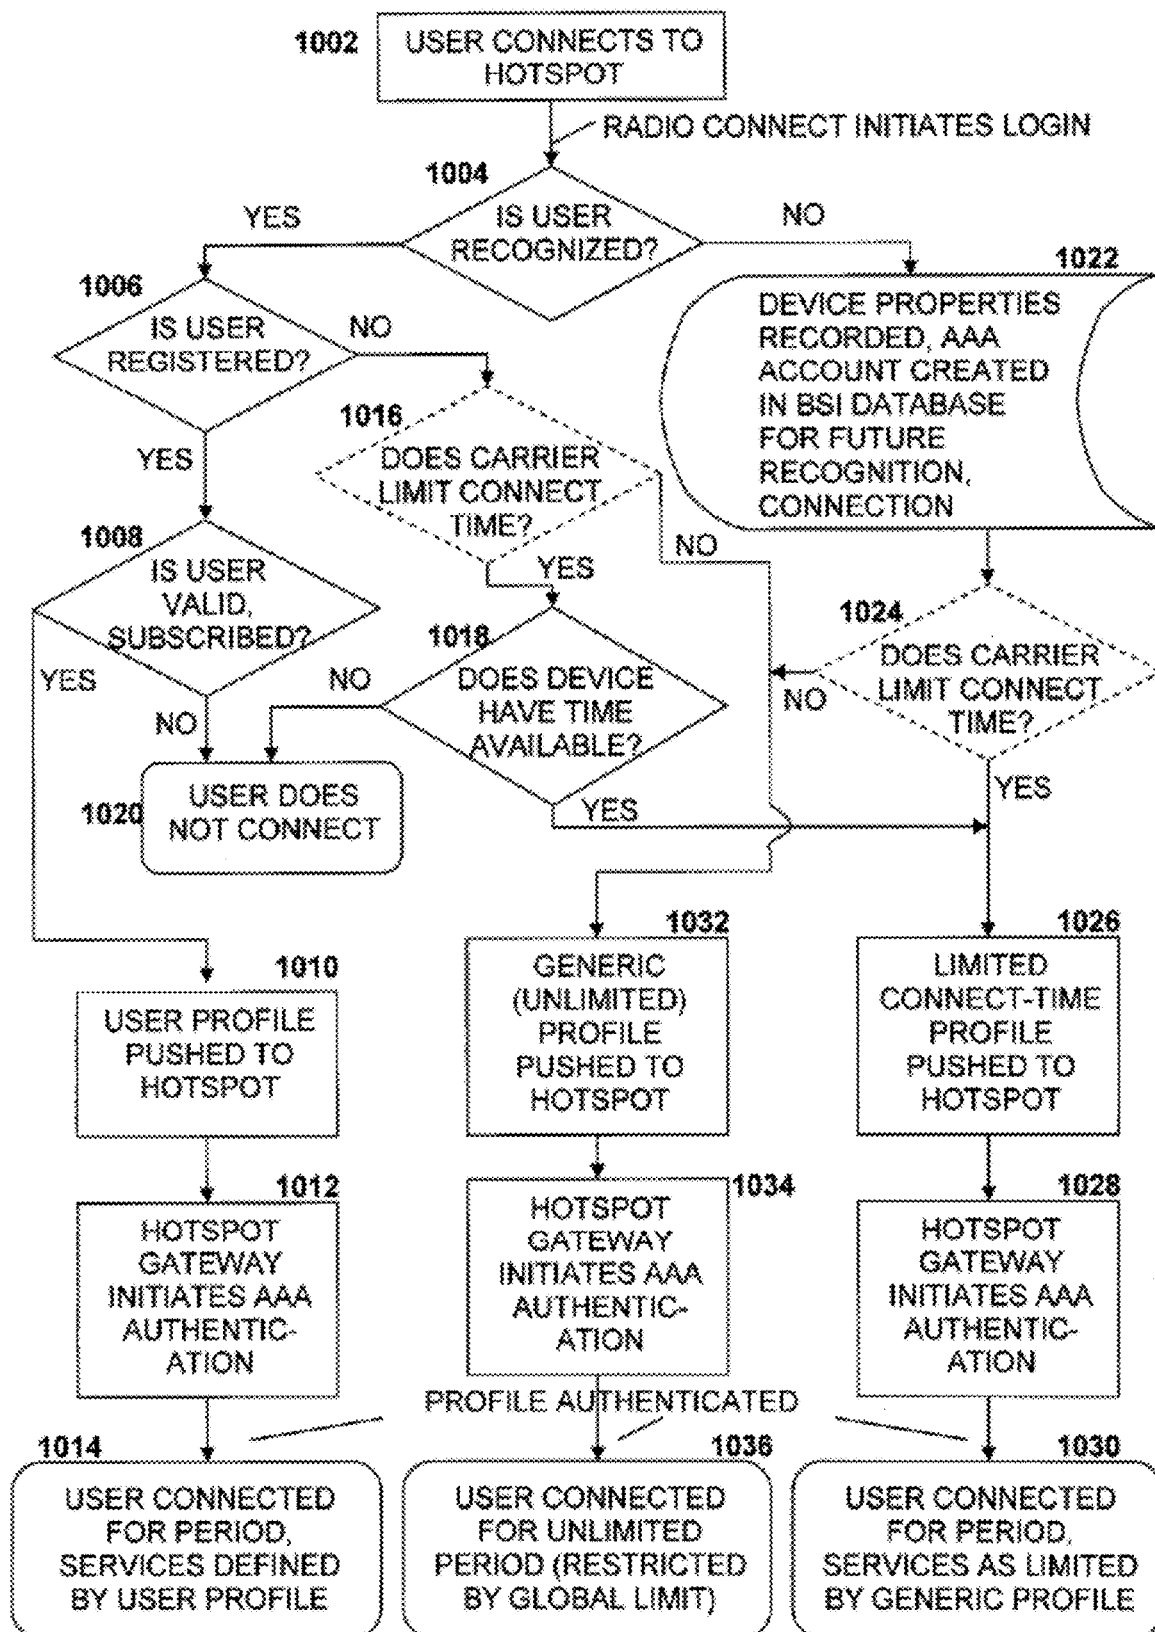 1002
USER CONNECTS TO
HOTSPOT
RADIO CONNECT INITIATES LOGIN
1004
IS USER
RECOGNIZED?
YES
NO
1006
IS USER
REGISTERED?
NO
YES
1022
DEVICE PROPERTIES
RECORDED, AAA
ACCOUNT CREATED
IN BSI DATABASE
FOR FUTURE
RECOGNITION,
CONNECTION
1016
DOES CARRIER
LIMIT CONNECT
TIME?
NO
YES
1008
IS USER
VALID,
SUBSCRIBED?
YES
NO
1018
DOES DEVICE
HAVE TIME
AVAILABLE?
NO
YES
1024
DOES CARRIER
LIMIT CONNECT
TIME?
NO
YES
1020
USER DOES
NOT CONNECT
1010
USER PROFILE
PUSHED TO
HOTSPOT
1032
GENERIC
(UNLIMITED)
PROFILE
PUSHED TO
HOTSPOT
1026
LIMITED
CONNECT-TIME
PROFILE
PUSHED TO
HOTSPOT
1012
HOTSPOT
GATEWAY
INITIATES AAA
AUTHENTIC-
ATION
1034
HOTSPOT
GATEWAY
INITIATES AAA
AUTHENTIC-
ATION
1028
HOTSPOT
GATEWAY
INITIATES AAA
AUTHENTIC-
ATION
PROFILE AUTHENTICATED
1014
USER CONNECTED
FOR PERIOD,
SERVICES DEFINED
BY USER PROFILE
1036
USER CONNECTED
FOR UNLIMITED
PERIOD (RESTRICTED
BY GLOBAL LIMIT)
1030
USER CONNECTED
FOR PERIOD,
SERVICES AS LIMITED
BY GENERIC PROFILE